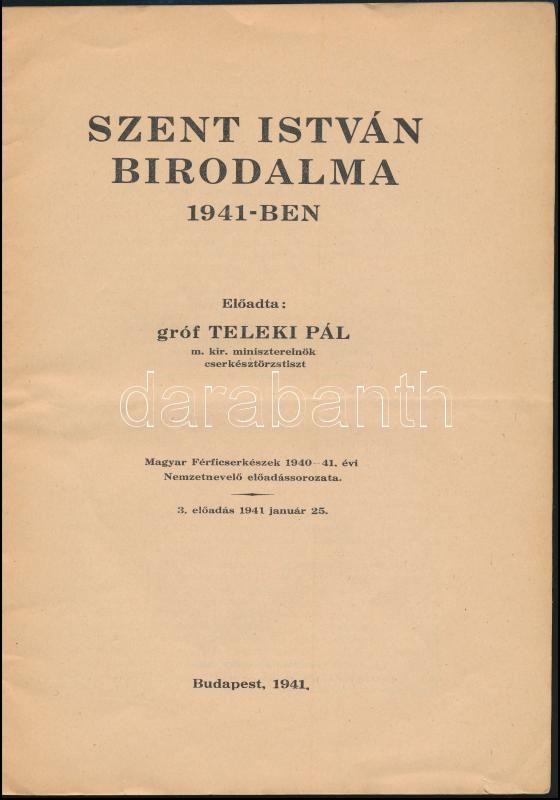 SZENT ISTVÁN
BIRODALMA
1941-BEN
Előadta:
gróf TELEKI PÁL
m. kir. miniszterelnök
cserkésztörzstiszt
darabanth
Magyar Férficserkészek 1940—41. évi
Nemzetnevelő előadássorozata.
3. előadás 1941 január 25.
Budapest, 1941.